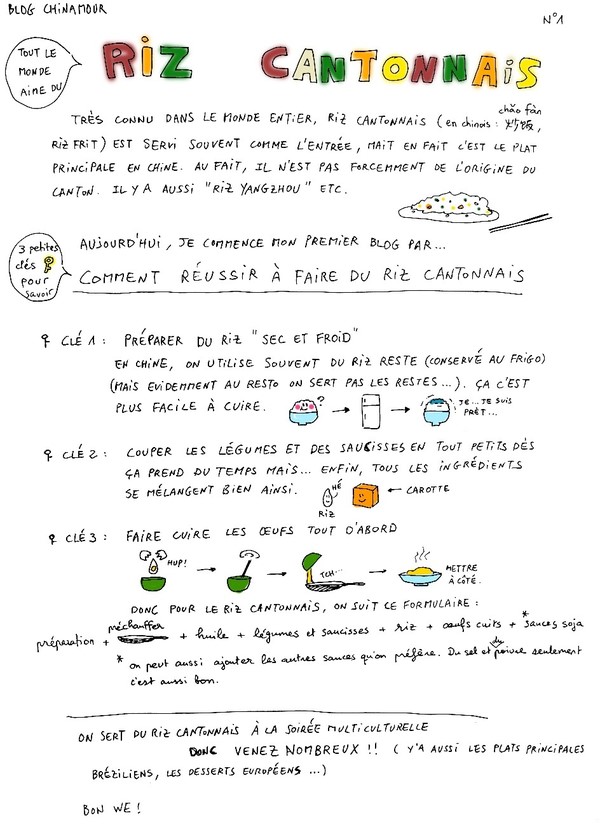 BLOG CHINAMOUR
N°1
TOUT LE
MONDE
AIME DU
RIZ CANTONNAIS
chǎo fàn
TRÈS CONNU DANS LE MONDE ENTIER, RIZ CANTONNAIS (en chinois : 炒饭,
RIZ FRIT) EST SERVI SOUVENT COMME L'ENTRÉE, MAIT EN FAIT C'EST LE PLAT
PRINCIPALE EN CHINE. AU FAIT, IL N'EST PAS FORCEMMENT DE L'ORIGINE DU
CANTON. IL Y A AUSSI "RIZ YANGZHOU" ETC.
3 petites
clés
pour
savoir
AUJOURD'HUI, JE COMMENCE MON PREMIER BLOG PAR...
COMMENT RÉUSSIR À FAIRE DU RIZ CANTONNAIS
CLÉ 1 : PRÉPARER DU RIZ "SEC ET FROID"
EN CHINE, ON UTILISE SOUVENT DU RIZ RESTE (CONSERVÉ AU FRIGO)
(MAIS EVIDEMMENT AU RESTO ON SERT PAS LES RESTES...). ÇA C'EST
PLUS FACILE À CUIRE.
?
JE... JE SUIS
PRÊT...
CLÉ 2 : COUPER LES LÉGUMES ET DES SAUCISSES EN TOUT PETITS DÉS
ÇA PREND DU TEMPS MAIS... ENFIN, TOUS LES INGRÉDIENTS
SE MÉLANGENT BIEN AINSI.
HÉ
RIZ
CAROTTE
CLÉ 3 : FAIRE CUIRE LES ŒUFS TOUT D'ABORD
HUP!
TCH...
METTRE
À CÔTÉ.
DONC POUR LE RIZ CANTONNAIS, ON SUIT CE FORMULAIRE :
préchauffer
préparation + + huile + légumes et saucisses + riz + œufs cuits + * sauces soja
* on peut aussi ajouter les autres sauces qu'on préfère. Du sel et du poivre seulement
c'est aussi bon.
ON SERT DU RIZ CANTONNAIS À LA SOIRÉE MULTICULTURELLE
DONC VENEZ NOMBREUX !! ( Y'A AUSSI LES PLATS PRINCIPALES
BRÉZILIENS, LES DESSERTS EUROPÉENS ...)
BON WE !